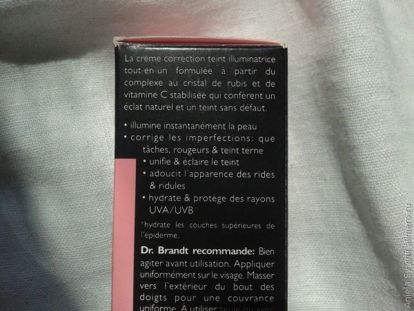 La crème correction teint illuminatrice
tout-en-un formulée à partir du
complexe au cristal de rubis et de
vitamine C stabilisée qui confèrent un
éclat naturel et un teint sans défaut.
• illumine instantanément la peau
• corrige les imperfections: que
tâches, rougeurs & teint terne
• unifie & éclaire le teint
• adoucit l'apparence des rides
& ridules
• hydrate & protège des rayons
UVA/UVB
*hydrate les couches supérieures de
l'épiderme.
Dr. Brandt recommande: Bien
agiter avant utilisation. Appliquer
uniformément sur le visage. Masser
vers l'extérieur du bout des
doigts pour une couvrance
uniforme. A utiliser